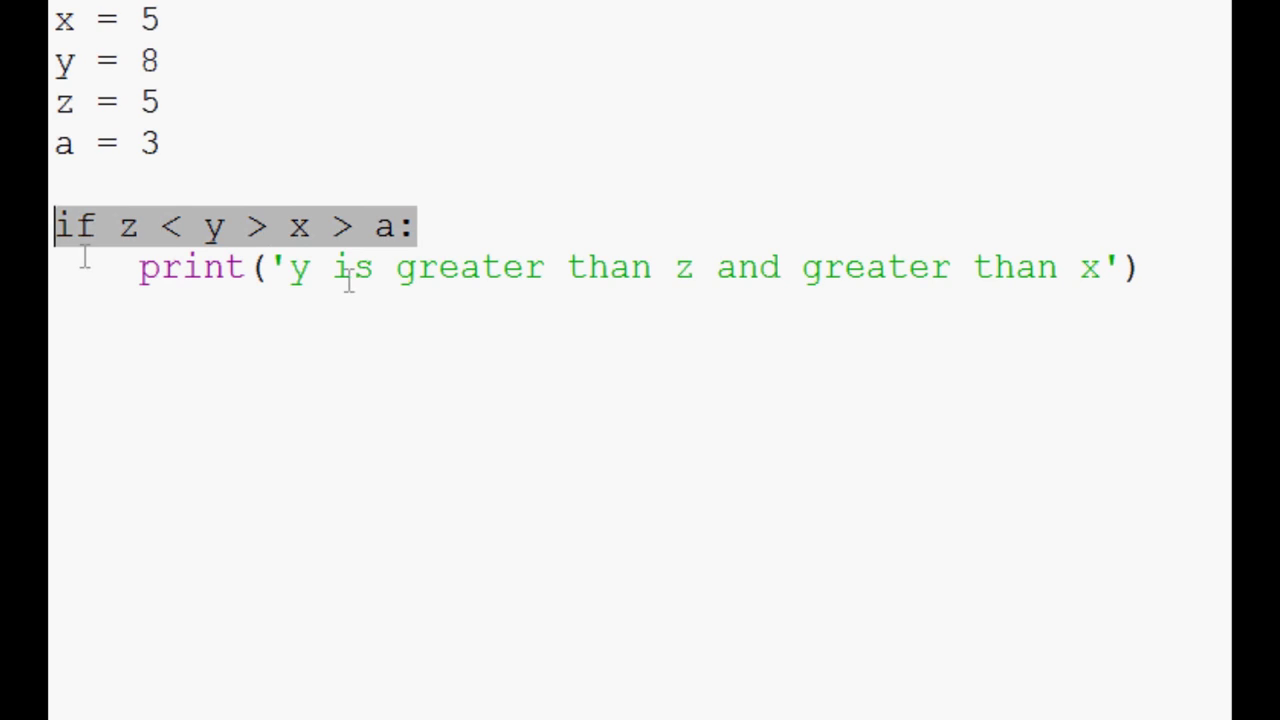 x = 5
y = 8
z = 5
a = 3
if z < y > x > a:
    print('y is greater than z and greater than x')